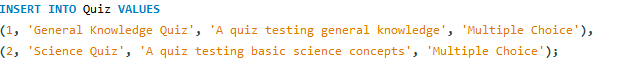 INSERT INTO Quiz VALUES
(1, 'General Knowledge Quiz', 'A quiz testing general knowledge', 'Multiple Choice'),
(2, 'Science Quiz', 'A quiz testing basic science concepts', 'Multiple Choice');